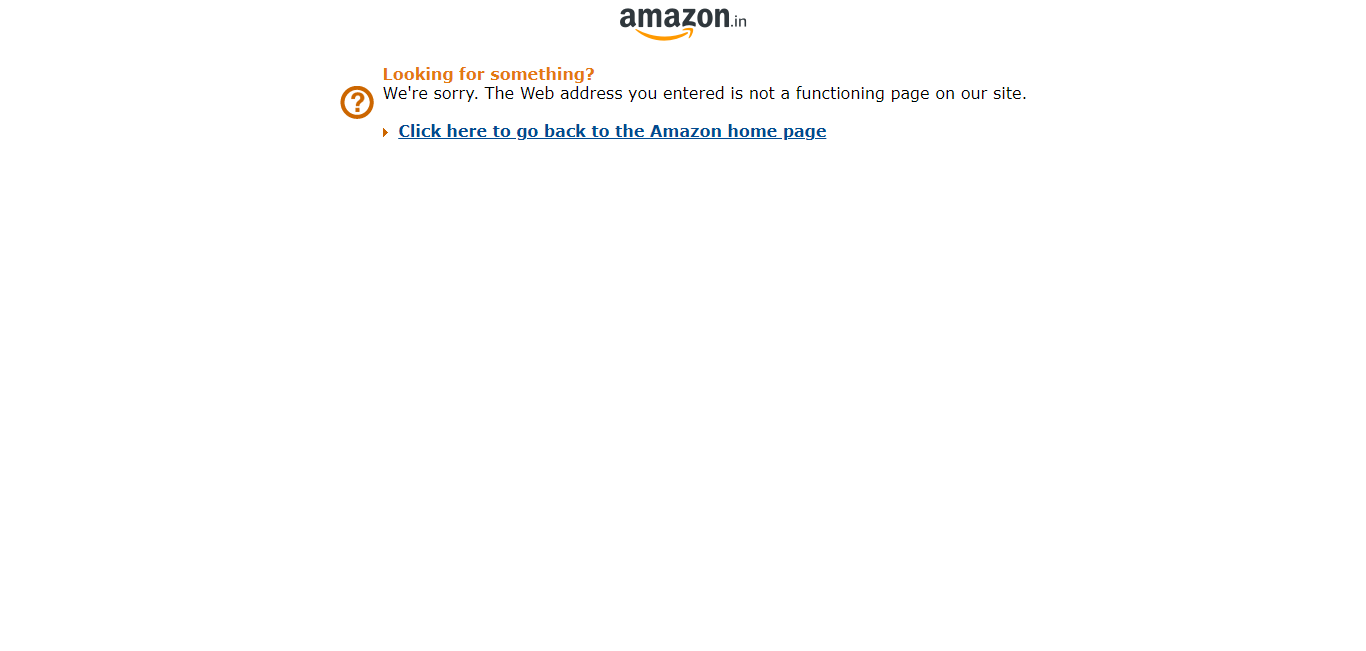 amazon.in
Looking for something?
We're sorry. The Web address you entered is not a functioning page on our site.
Click here to go back to the Amazon home page